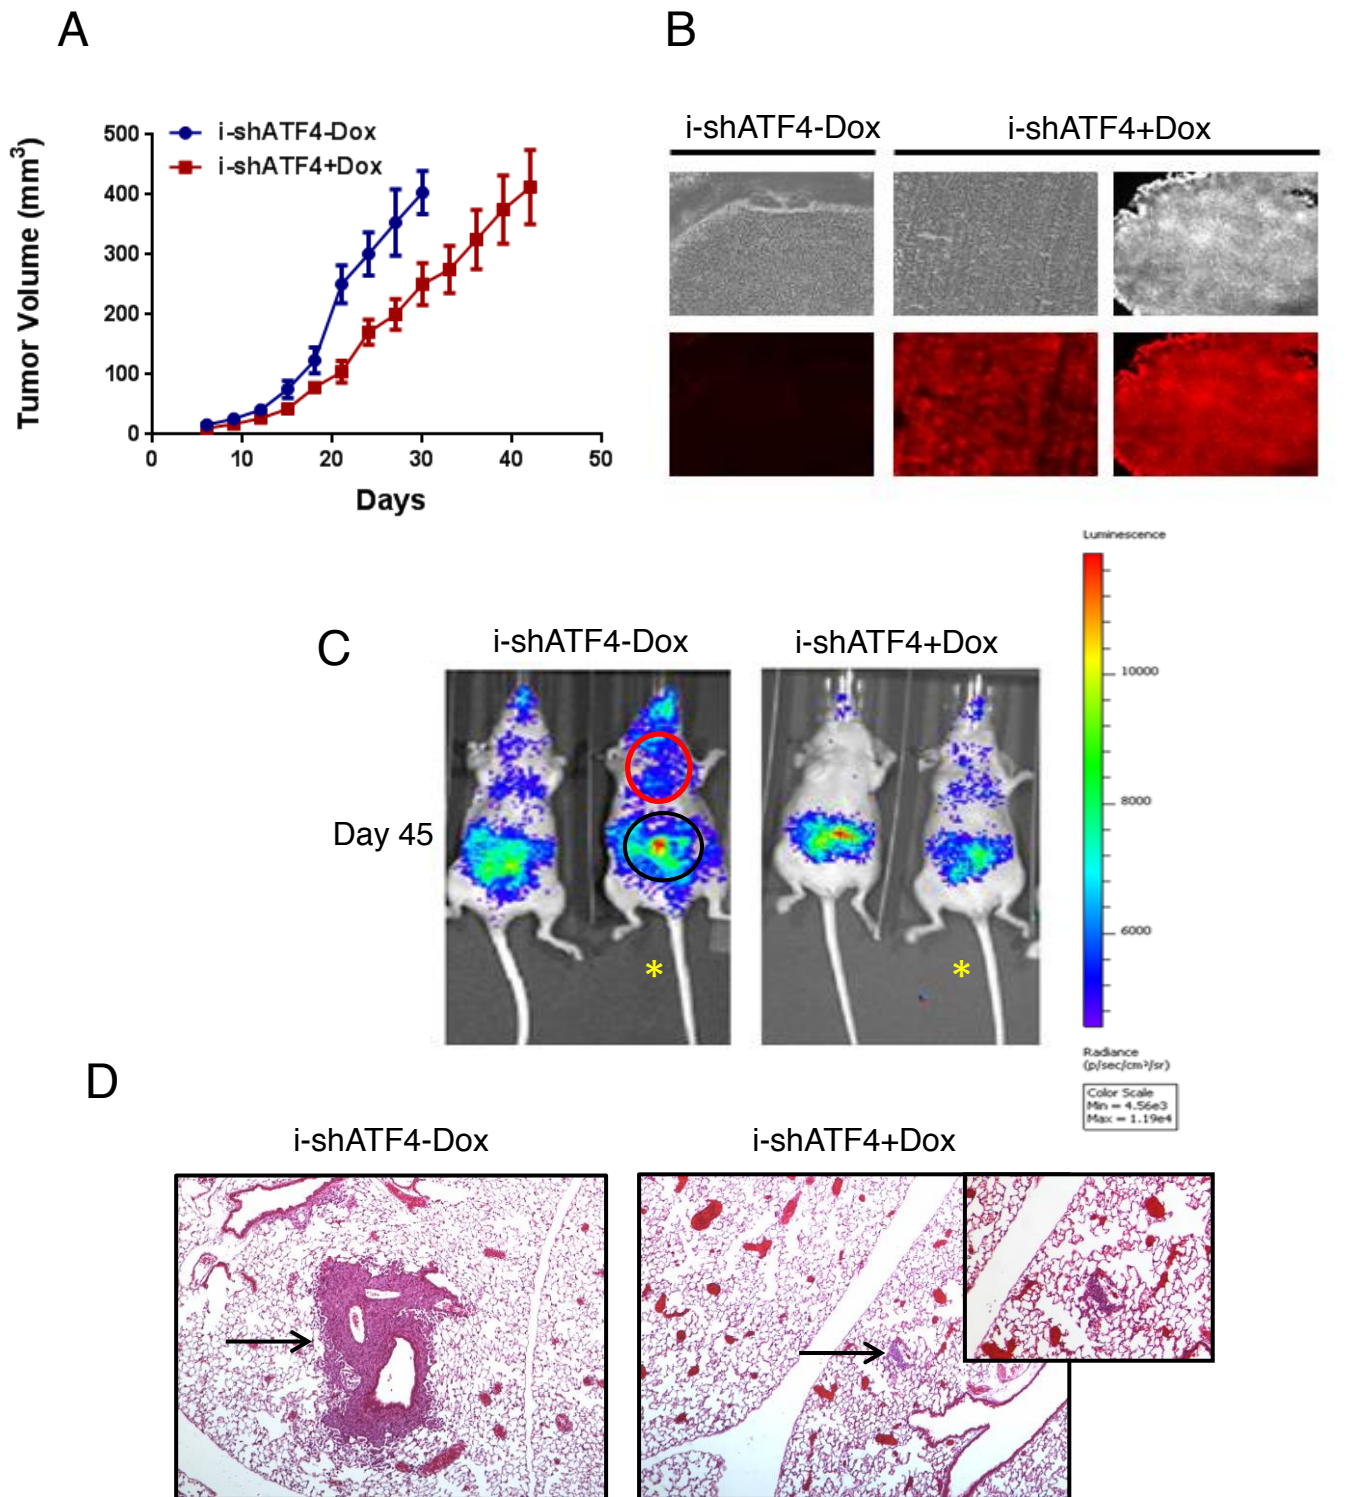 A
B
i-shATF4-Dox
i-shATF4+Dox
Tumor Volume (mm³)
500
400
300
200
100
0
0
10
20
30
40
50
Days
i-shATF4-Dox
i-shATF4+Dox
C
i-shATF4-Dox
i-shATF4+Dox
Day 45
*
*
Luminescence
10000
8000
6000
Radiance
(p/sec/cm²/sr)
Color Scale
Min = 4.56e3
Max = 1.19e4
D
i-shATF4-Dox
i-shATF4+Dox